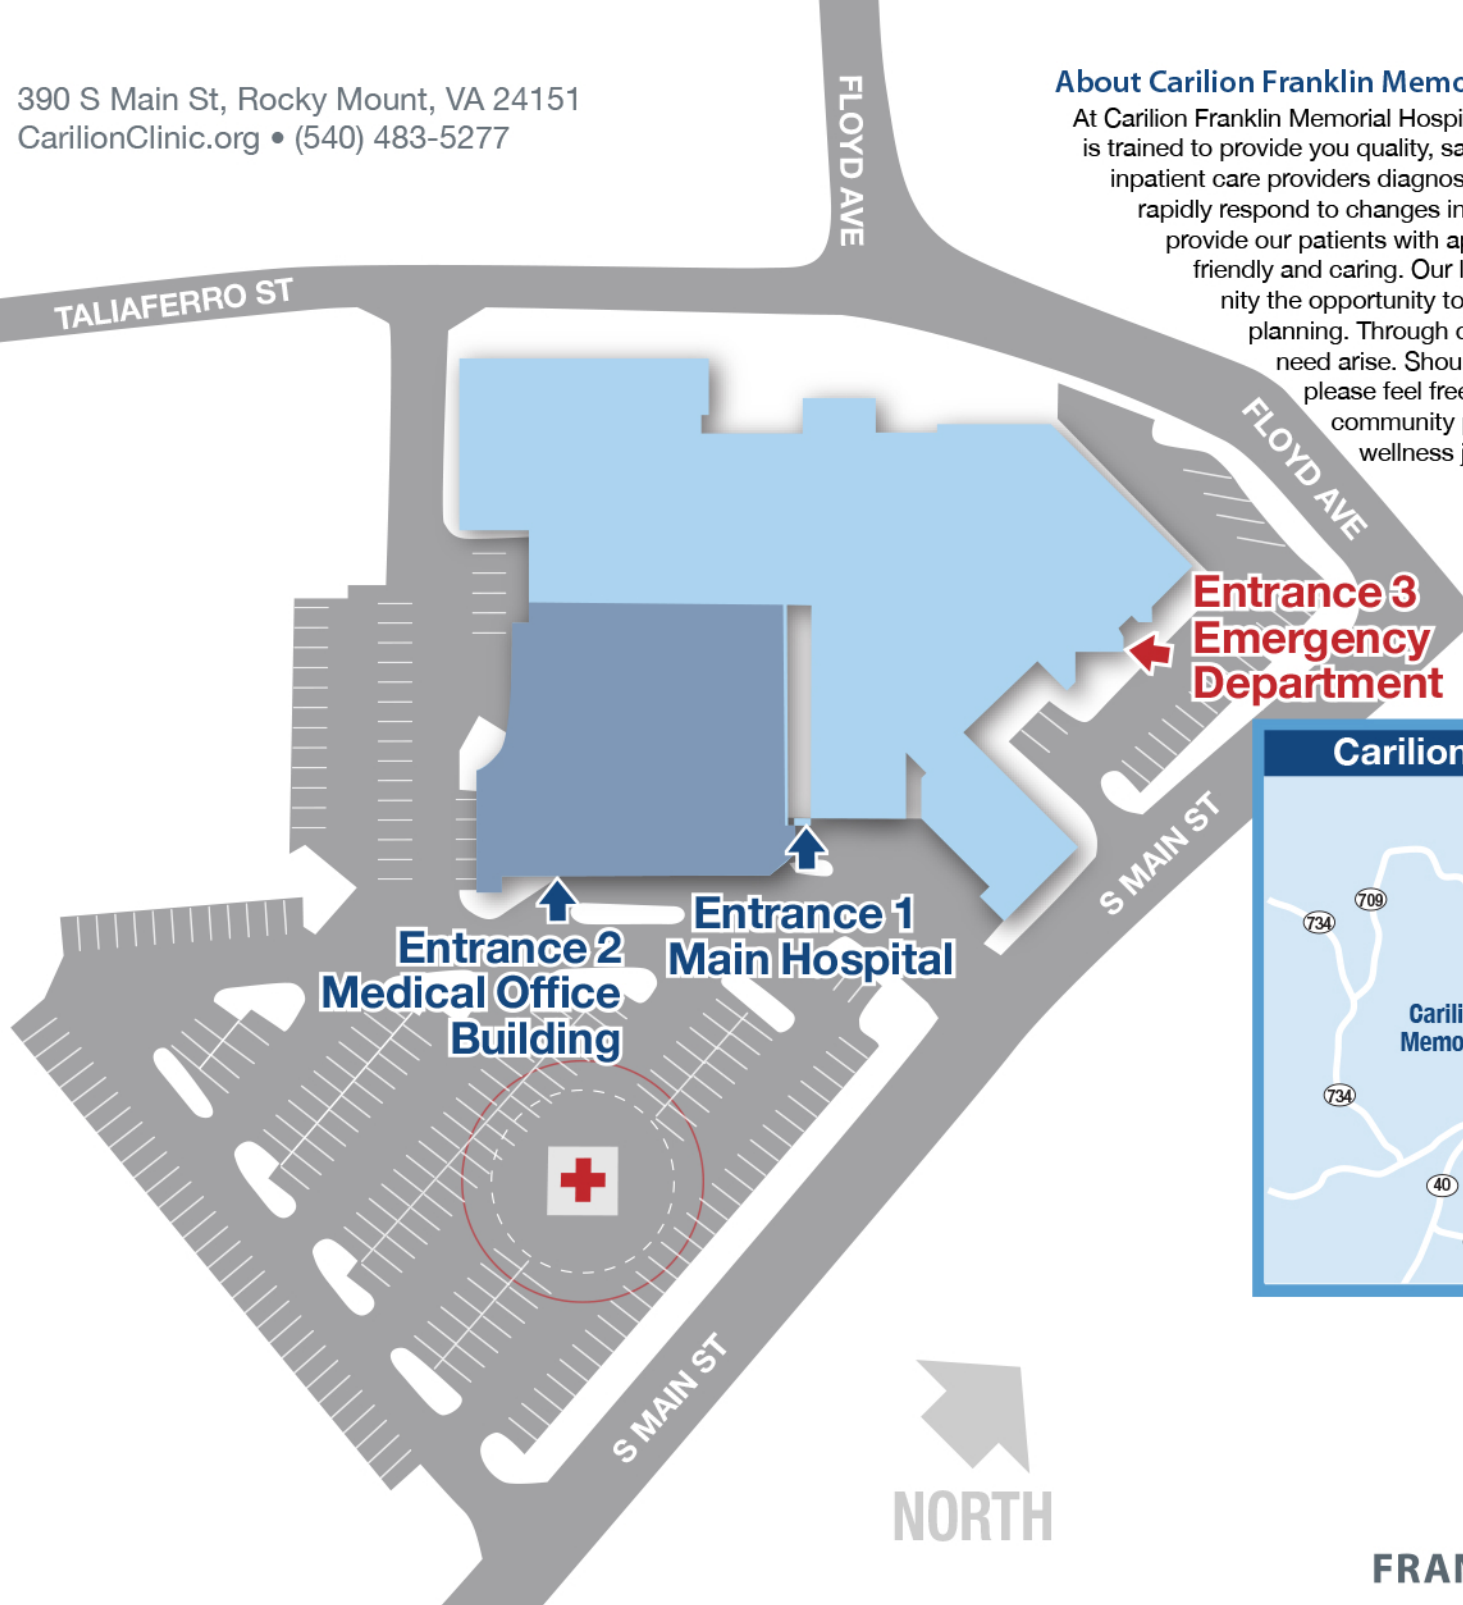 390 S Main St, Rocky Mount, VA 24151
CarilionClinic.org • (540) 483-5277
FLOYD AVE
About Carilion Franklin Memo
At Carilion Franklin Memorial Hospi
is trained to provide you quality, sa
inpatient care providers diagnos
rapidly respond to changes in
provide our patients with ap
friendly and caring. Our l
nity the opportunity to
planning. Through c
need arise. Shou
please feel free
community
wellness j
TALIAFERRO ST
FLOYD AVE
Entrance 3
Emergency
Department
Carilion
S MAIN ST
709
734
Entrance 1
Main Hospital
Entrance 2
Medical Office
Building
Carili
Memo
734
40
S MAIN ST
NORTH
FRAN